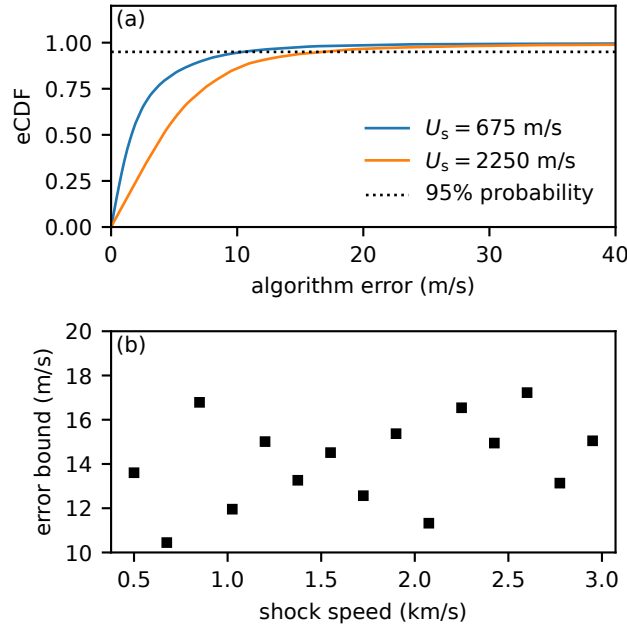 (a)
1.00
0.75
0.50
0.25
0.00
eCDF
U_s = 675 m/s
U_s = 2250 m/s
95% probability
0 10 20 30 40
algorithm error (m/s)
(b)
20
18
16
14
12
10
error bound (m/s)
0.5 1.0 1.5 2.0 2.5 3.0
shock speed (km/s)